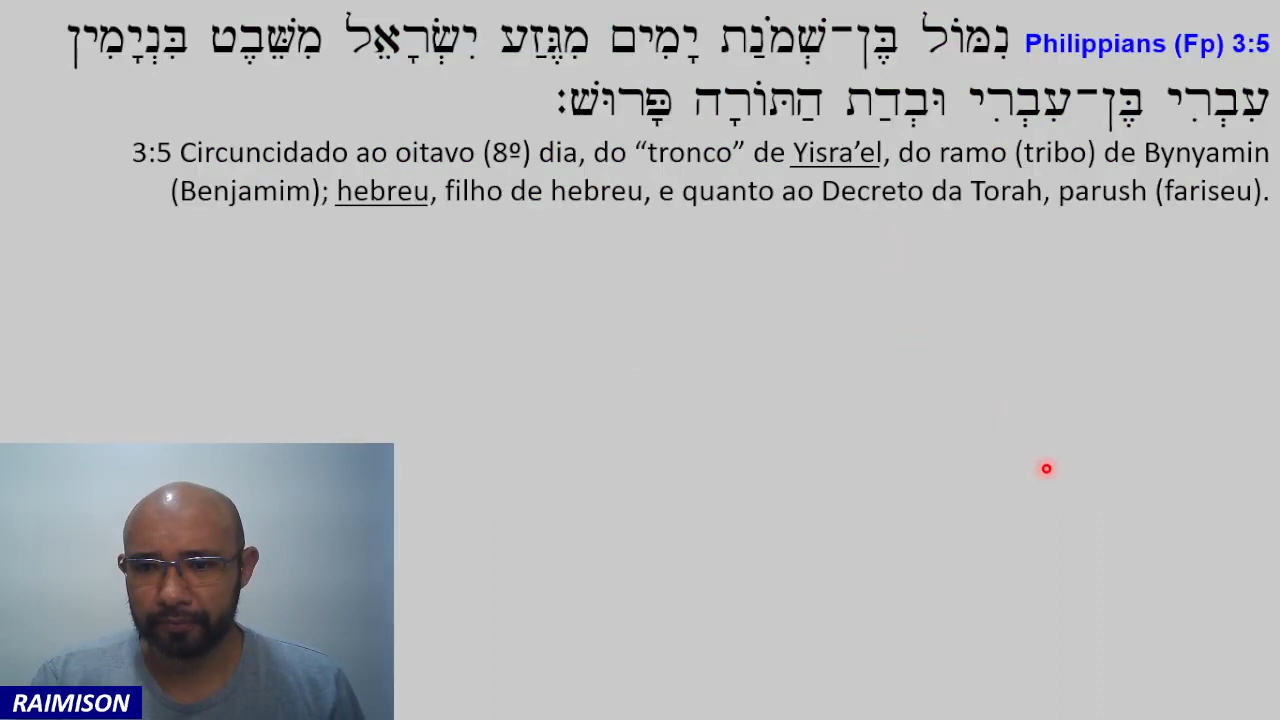 Philippians (Fp) 3:5 נִמּוֹל בֶּן־שְׁמֹנַת יָמִים מִגֶּזַע יִשְׂרָאֵל מִשֵּׁבֶט בִּנְיָמִין
עִבְרִי בֶּן־עִבְרִי וּבְדַת הַתּוֹרָה פָּרוּשׁ׃
3:5 Circuncidado ao oitavo (8º) dia, do “tronco” de Yisra’el, do ramo (tribo) de Bynyamin
(Benjamim); hebreu, filho de hebreu, e quanto ao Decreto da Torah, parush (fariseu).
RAIMISON